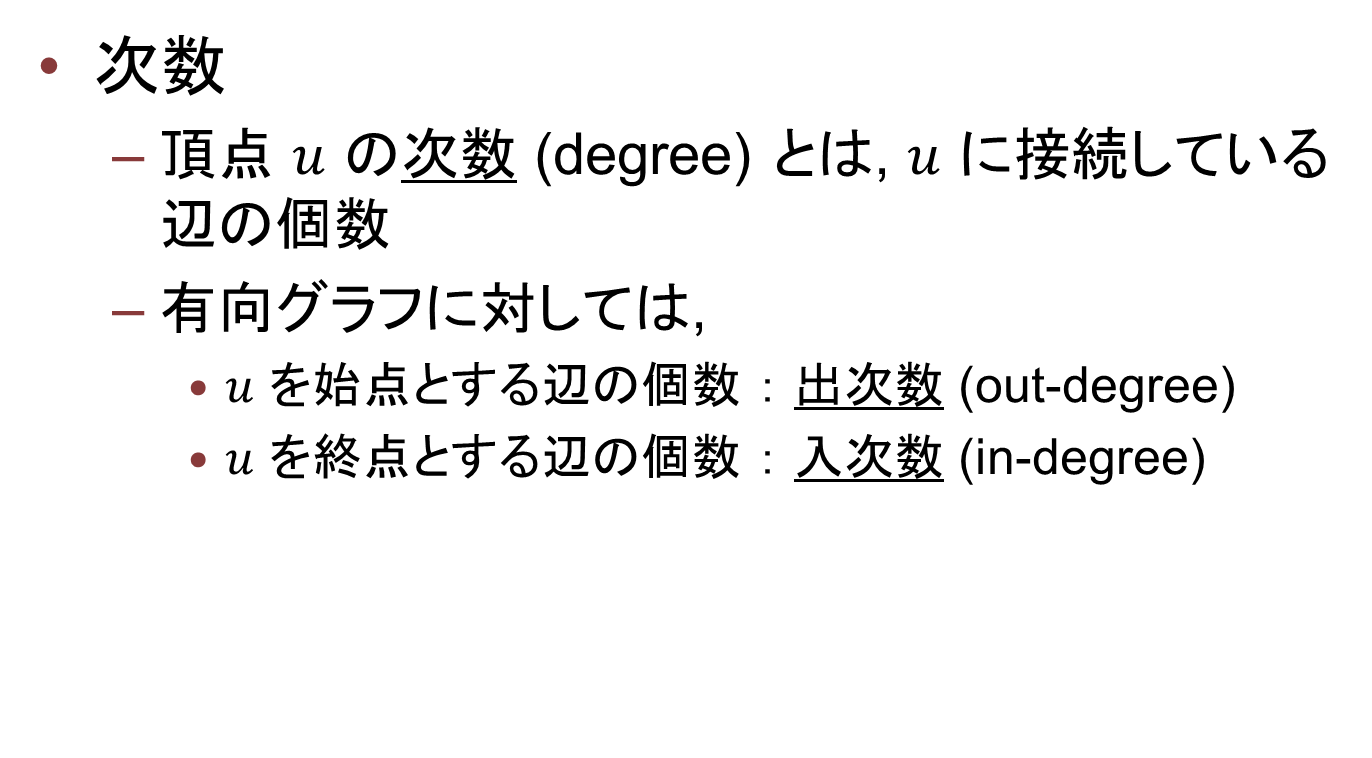 • 次数
– 頂点 𝑢 の次数 (degree) とは, 𝑢 に接続している
辺の個数
– 有向グラフに対しては,
• 𝑢 を始点とする辺の個数 : 出次数 (out-degree)
• 𝑢 を終点とする辺の個数 : 入次数 (in-degree)